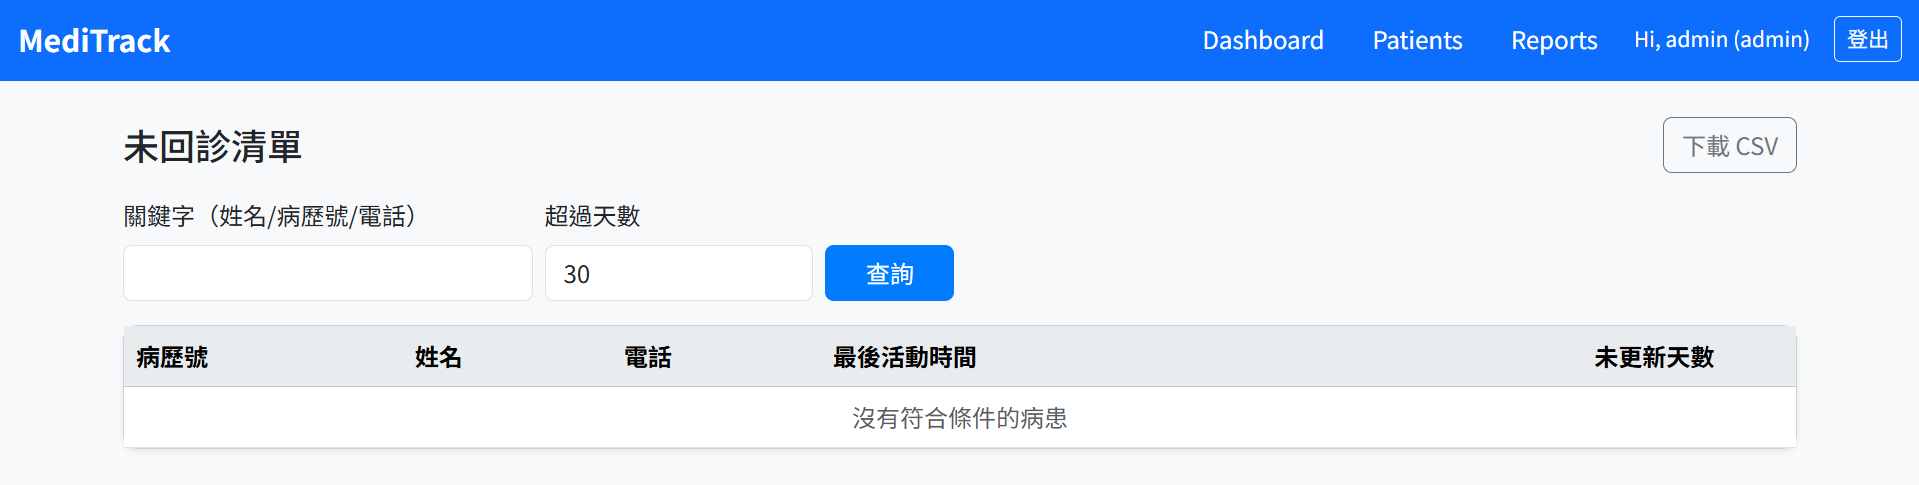 MediTrack Dashboard Patients Reports Hi, admin (admin) 登出
未回診清單 下載 CSV
關鍵字（姓名/病歷號/電話） 超過天數
30 查詢
病歷號 姓名 電話 最後活動時間 未更新天數
沒有符合條件的病患